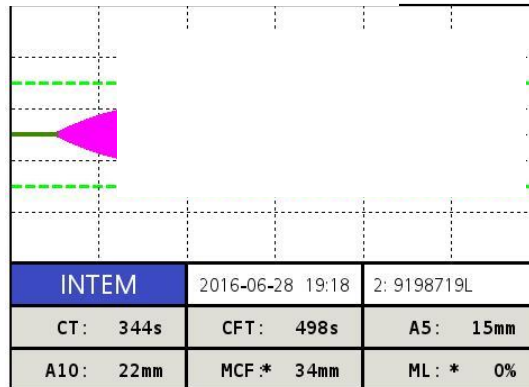 INTEM 2016-06-28 19:18 2: 9198719L
CT: 344s CFT: 498s A5: 15mm
A10: 22mm MCF:* 34mm ML: * 0%